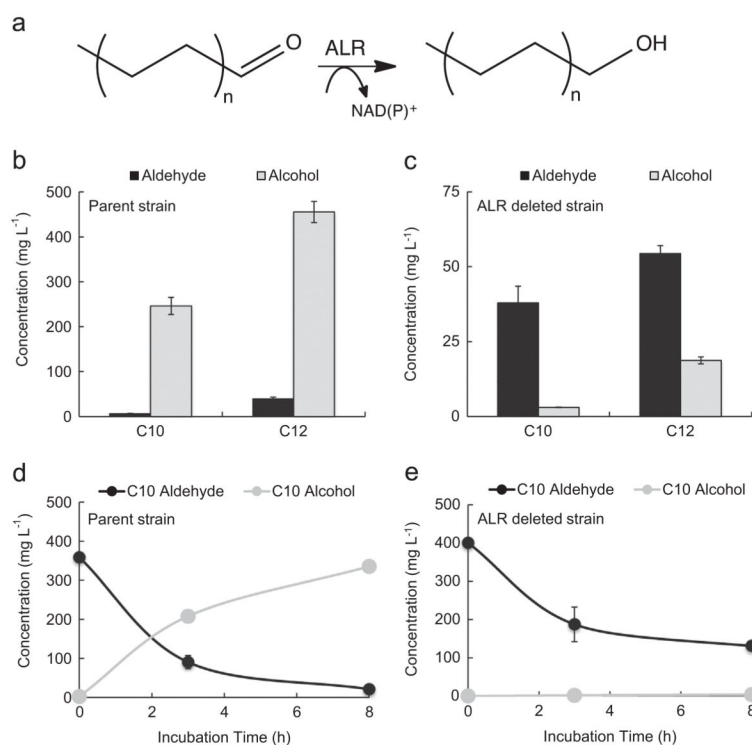 a
O
ALR
n
NAD(P)+
OH
n
b
Aldehyde Alcohol
Parent strain
Concentration (mg L-1)
500
400
300
200
100
0
C10 C12
c
Aldehyde Alcohol
ALR deleted strain
Concentration (mg L-1)
75
50
25
0
C10 C12
d
C10 Aldehyde C10 Alcohol
Parent strain
Concentration (mg L-1)
500
400
300
200
100
0
0 2 4 6 8
Incubation Time (h)
e
C10 Aldehyde C10 Alcohol
ALR deleted strain
Concentration (mg L-1)
500
400
300
200
100
0
0 2 4 6 8
Incubation Time (h)